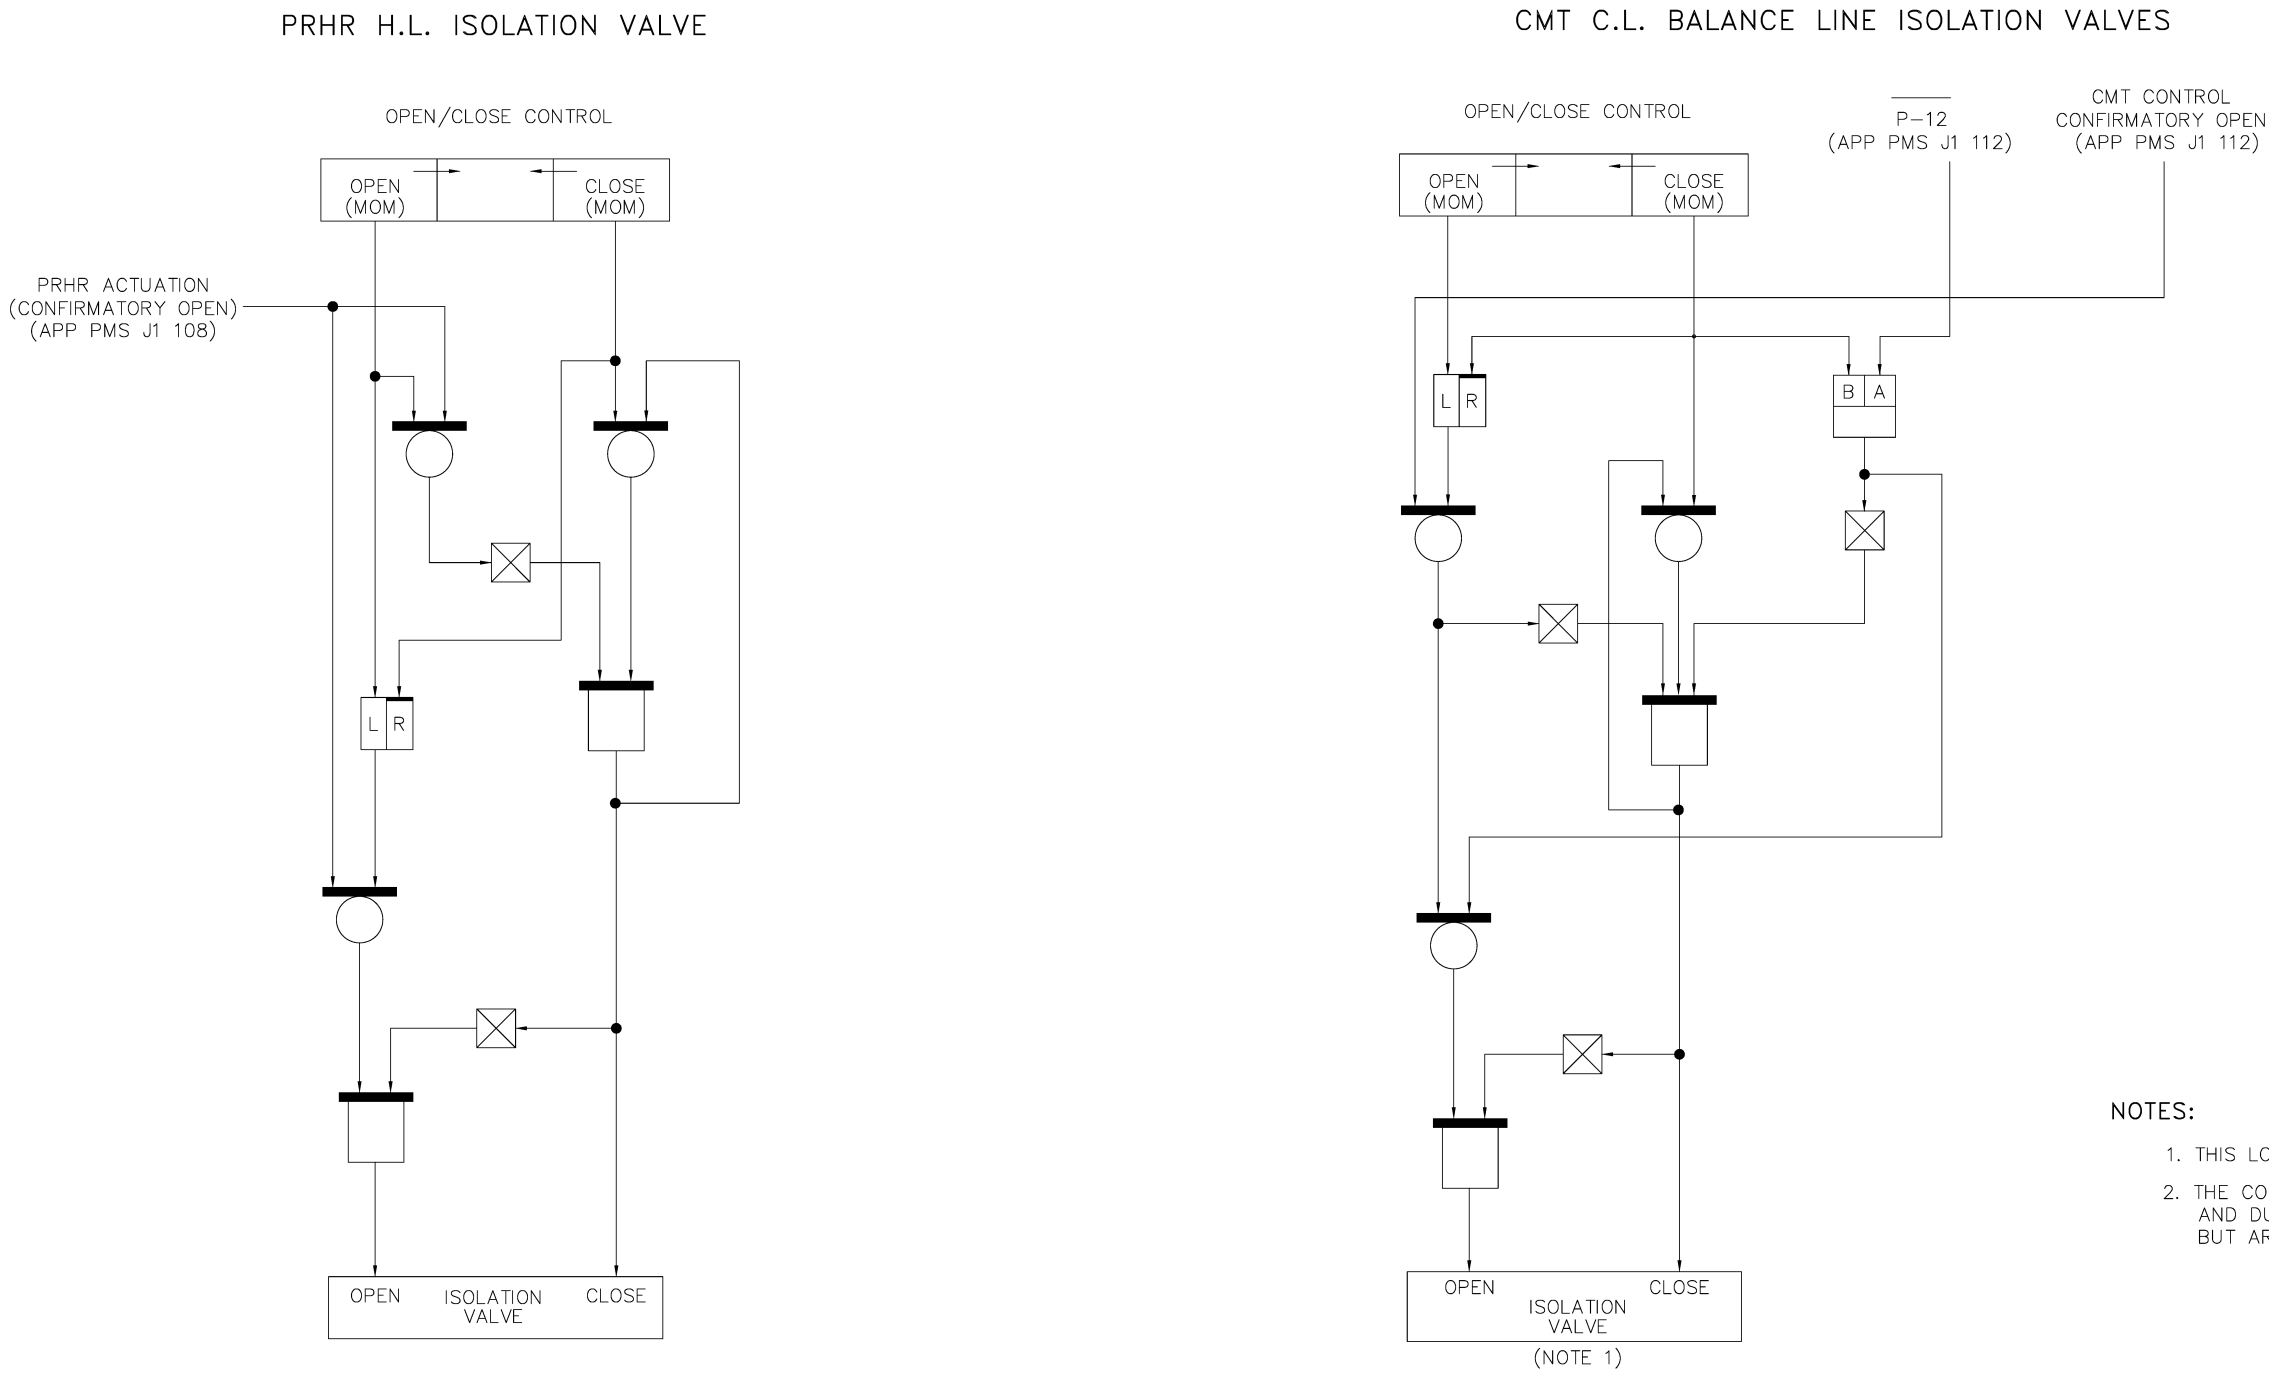 PRHR H.L. ISOLATION VALVE
OPEN/CLOSE CONTROL
OPEN
(MOM)
CLOSE
(MOM)
PRHR ACTUATION
(CONFIRMATORY OPEN)
(APP PMS J1 108)
L R
OPEN
ISOLATION
VALVE
CLOSE
CMT C.L. BALANCE LINE ISOLATION VALVES
OPEN/CLOSE CONTROL
P-12
(APP PMS J1 112)
CMT CONTROL
CONFIRMATORY OPEN
(APP PMS J1 112)
OPEN
(MOM)
CLOSE
(MOM)
L R
B A
OPEN
CLOSE
ISOLATION
VALVE
(NOTE 1)
NOTES:
1. THIS LO
2. THE CO
AND DU
BUT AR